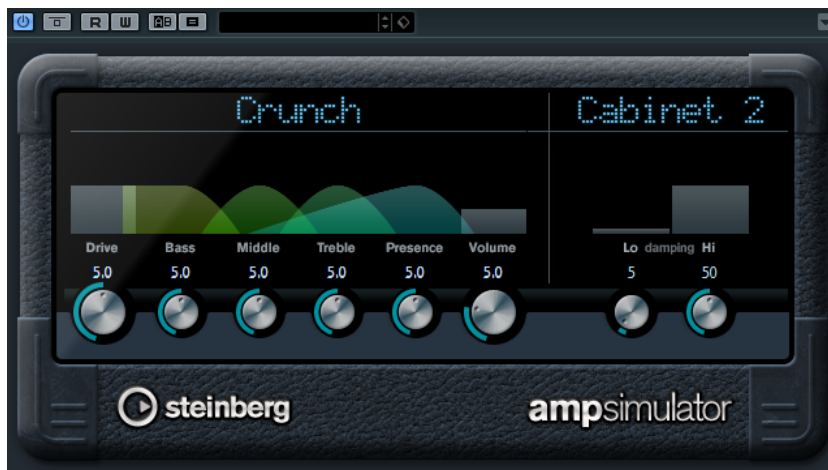 R W AB
Crunch Cabinet 2
Drive Bass Middle Treble Presence Volume Lo damping Hi
5.0 5.0 5.0 5.0 5.0 5.0 5 50
steinberg ampsimulator